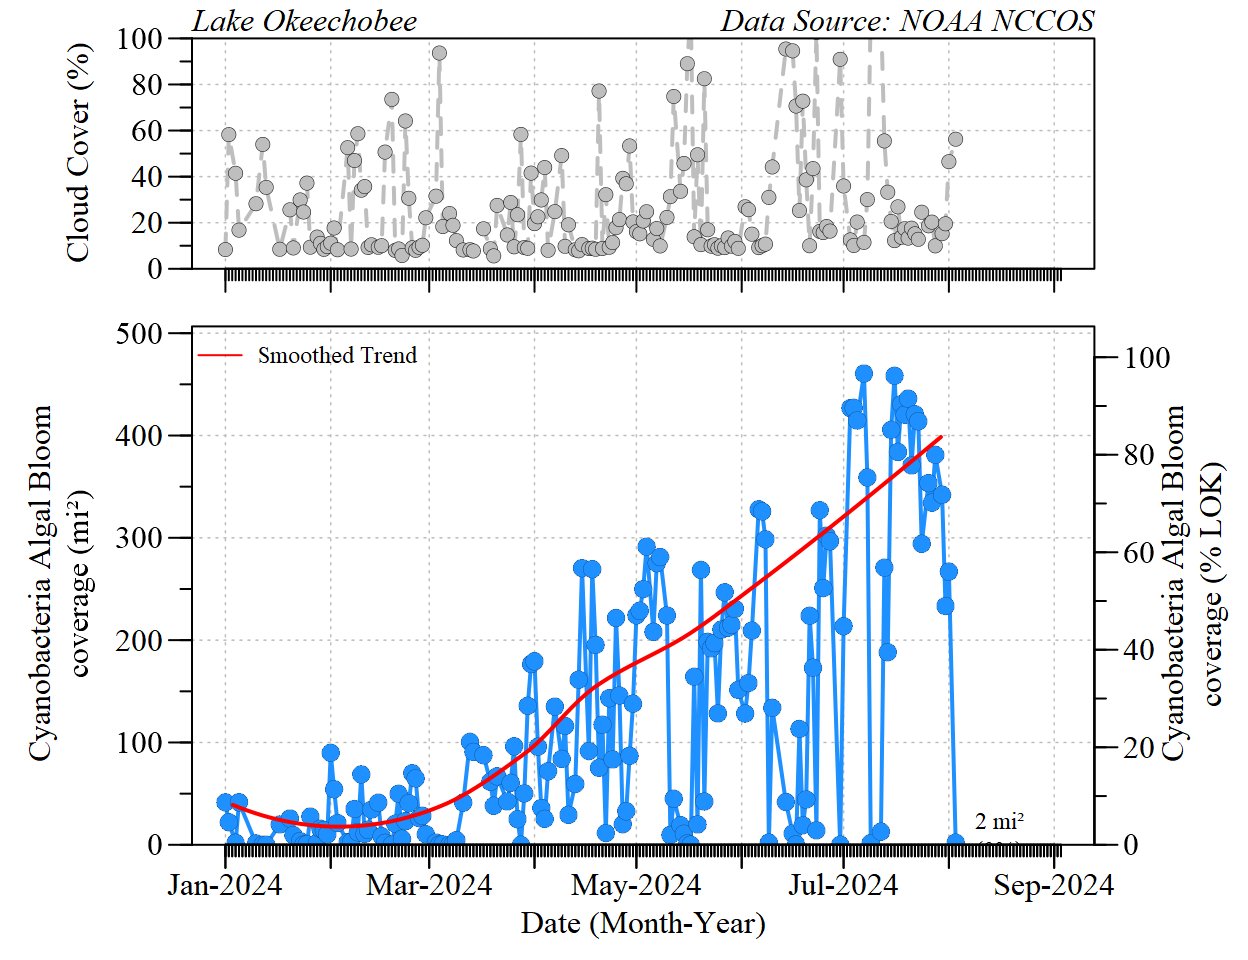 Lake Okeechobee
Data Source: NOAA NCCOS
Cloud Cover (%)
100
80
60
40
20
0
Smoothed Trend
Cyanobacteria Algal Bloom
coverage (mi²)
500
400
300
200
100
0
Cyanobacteria Algal Bloom
coverage (% LOK)
100
80
60
40
20
0
2 mi²
Jan-2024
Mar-2024
May-2024
Jul-2024
Sep-2024
Date (Month-Year)